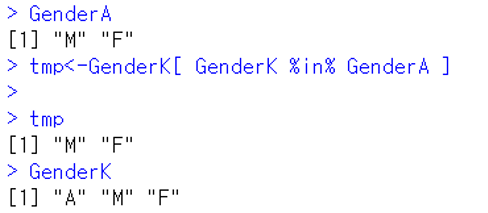 > GenderA
[1] "M" "F"
> tmp<-GenderK[ GenderK %in% GenderA ]
>
> tmp
[1] "M" "F"
> GenderK
[1] "A" "M" "F"